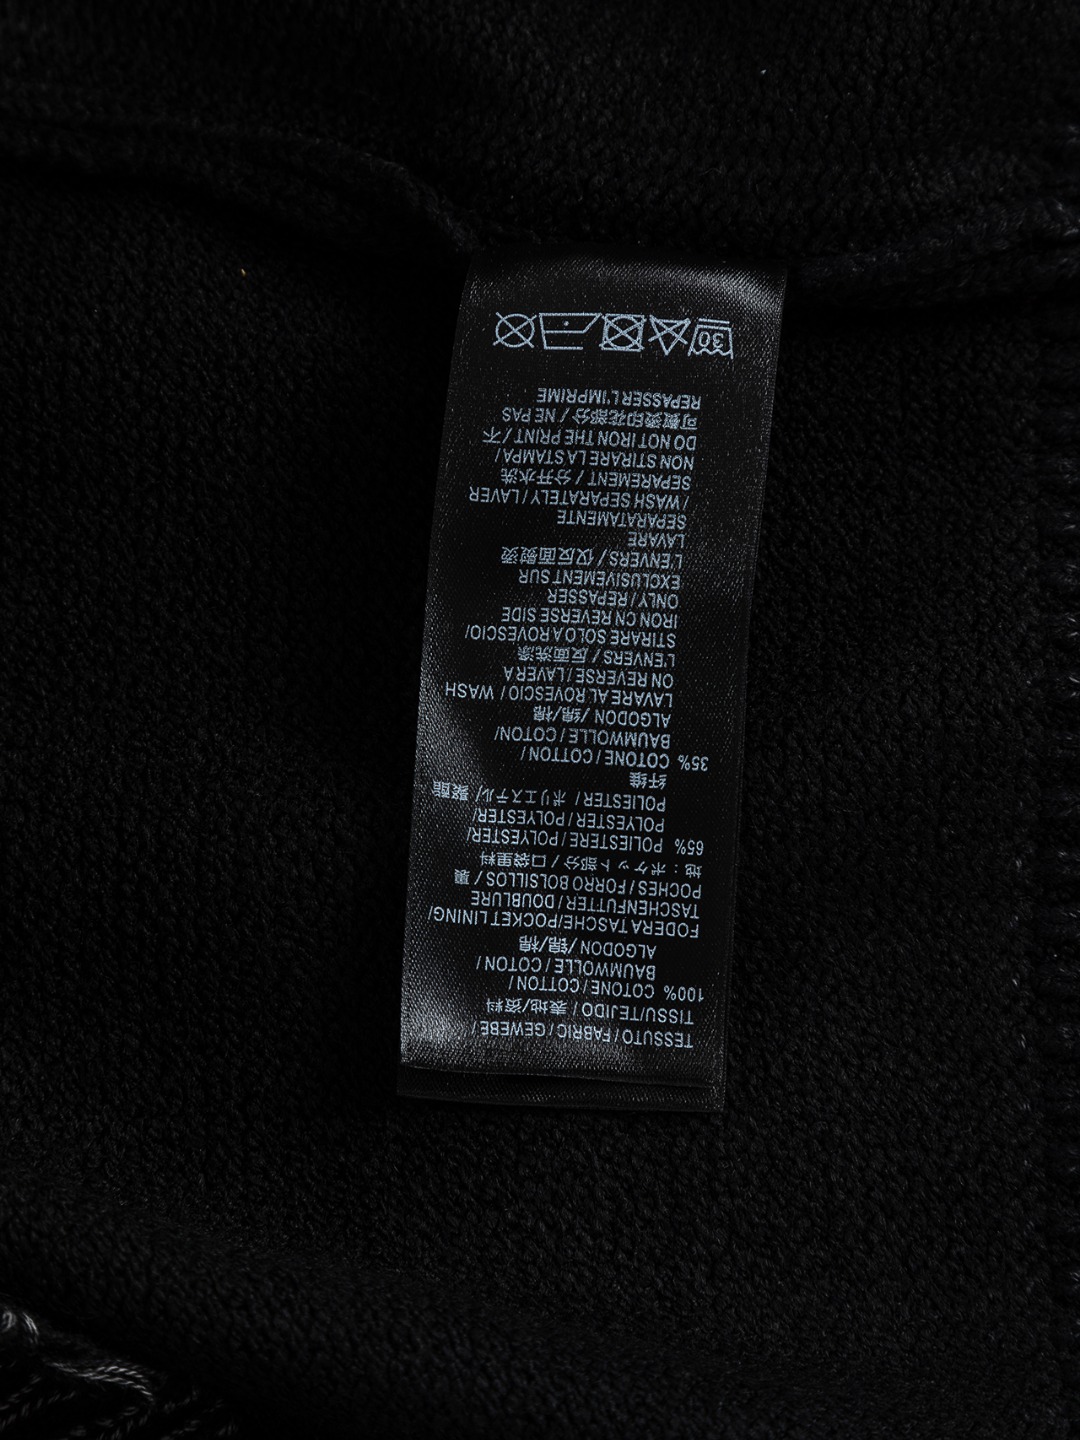 TESSUTO / FABRIC / GEWEBE /
TISSU/TEJIDO / 表地/资料
100% COTONE / COTTON /
BAUMWOLLE / COTON /
ALGODON /綿/棉
FODERA TASCHE/POCKET LINING/
TASCHENFUTTER / DOUBLURE
POCHES / FORRO BOLSILLOS / 裏
地：ポケット部分 / 口袋里料
65% POLIESTERE / POLYESTER/
POLYESTER /
POLIESTER / ポリエステル/ 聚酯
纤维
35% COTONE / COTTON /
BAUMWOLLE / COTON/
ALGODON /綿/棉
LAVARE AL ROVESCIO / WASH
ON REVERSE / LAVER A
L'ENVERS / 反面洗涤
STIRARE SOLO A ROVESCIO/
IRON CN REVERSE SIDE
ONLY / REPASSER
EXCLUSIVEMENT SUR
L'ENVERS / 仅反面熨烫
LAVARE
SEPARATAMENTE
/ WASH SEPARATELY / LAVER
SEPAREMENT / 分开水洗
NON STIRARE LA STAMPA/
DO NOT IRON THE PRINT / 不
可熨烫印花部分 / NE PAS
REPASSER L'IMPRIME
30